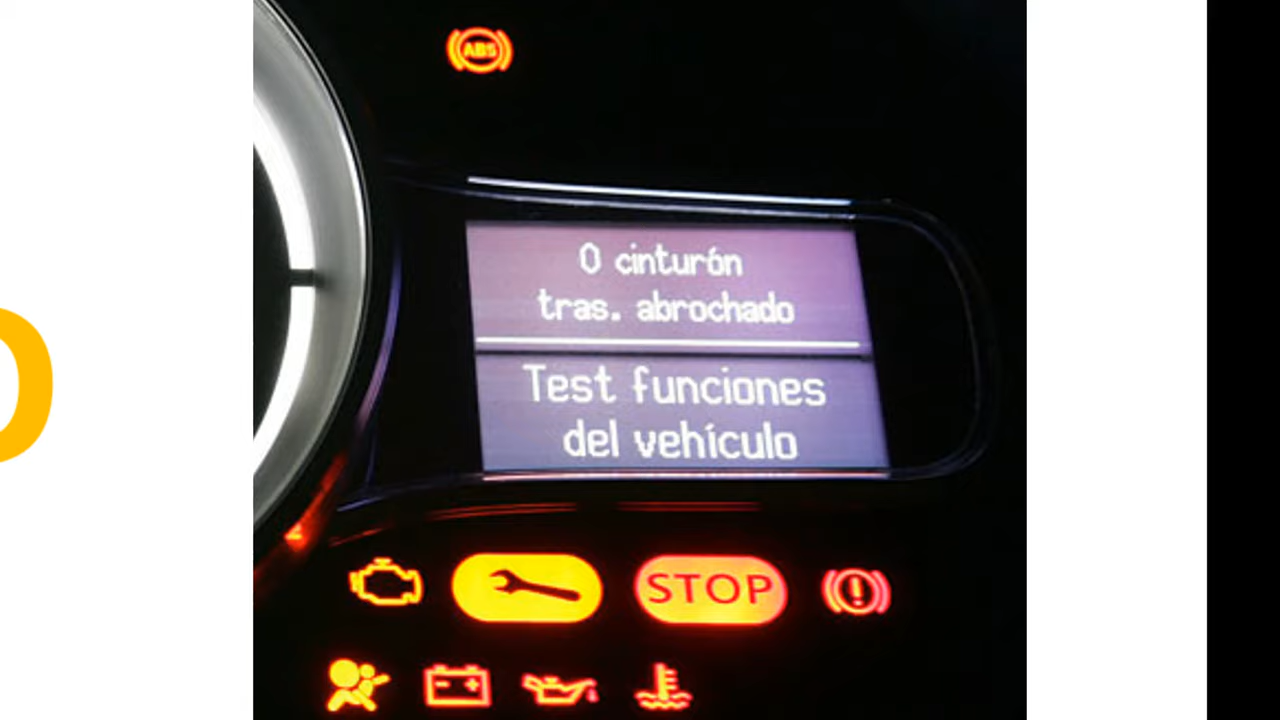 ABS
0 cinturón
tras. abrochado
Test funciones
del vehículo
STOP